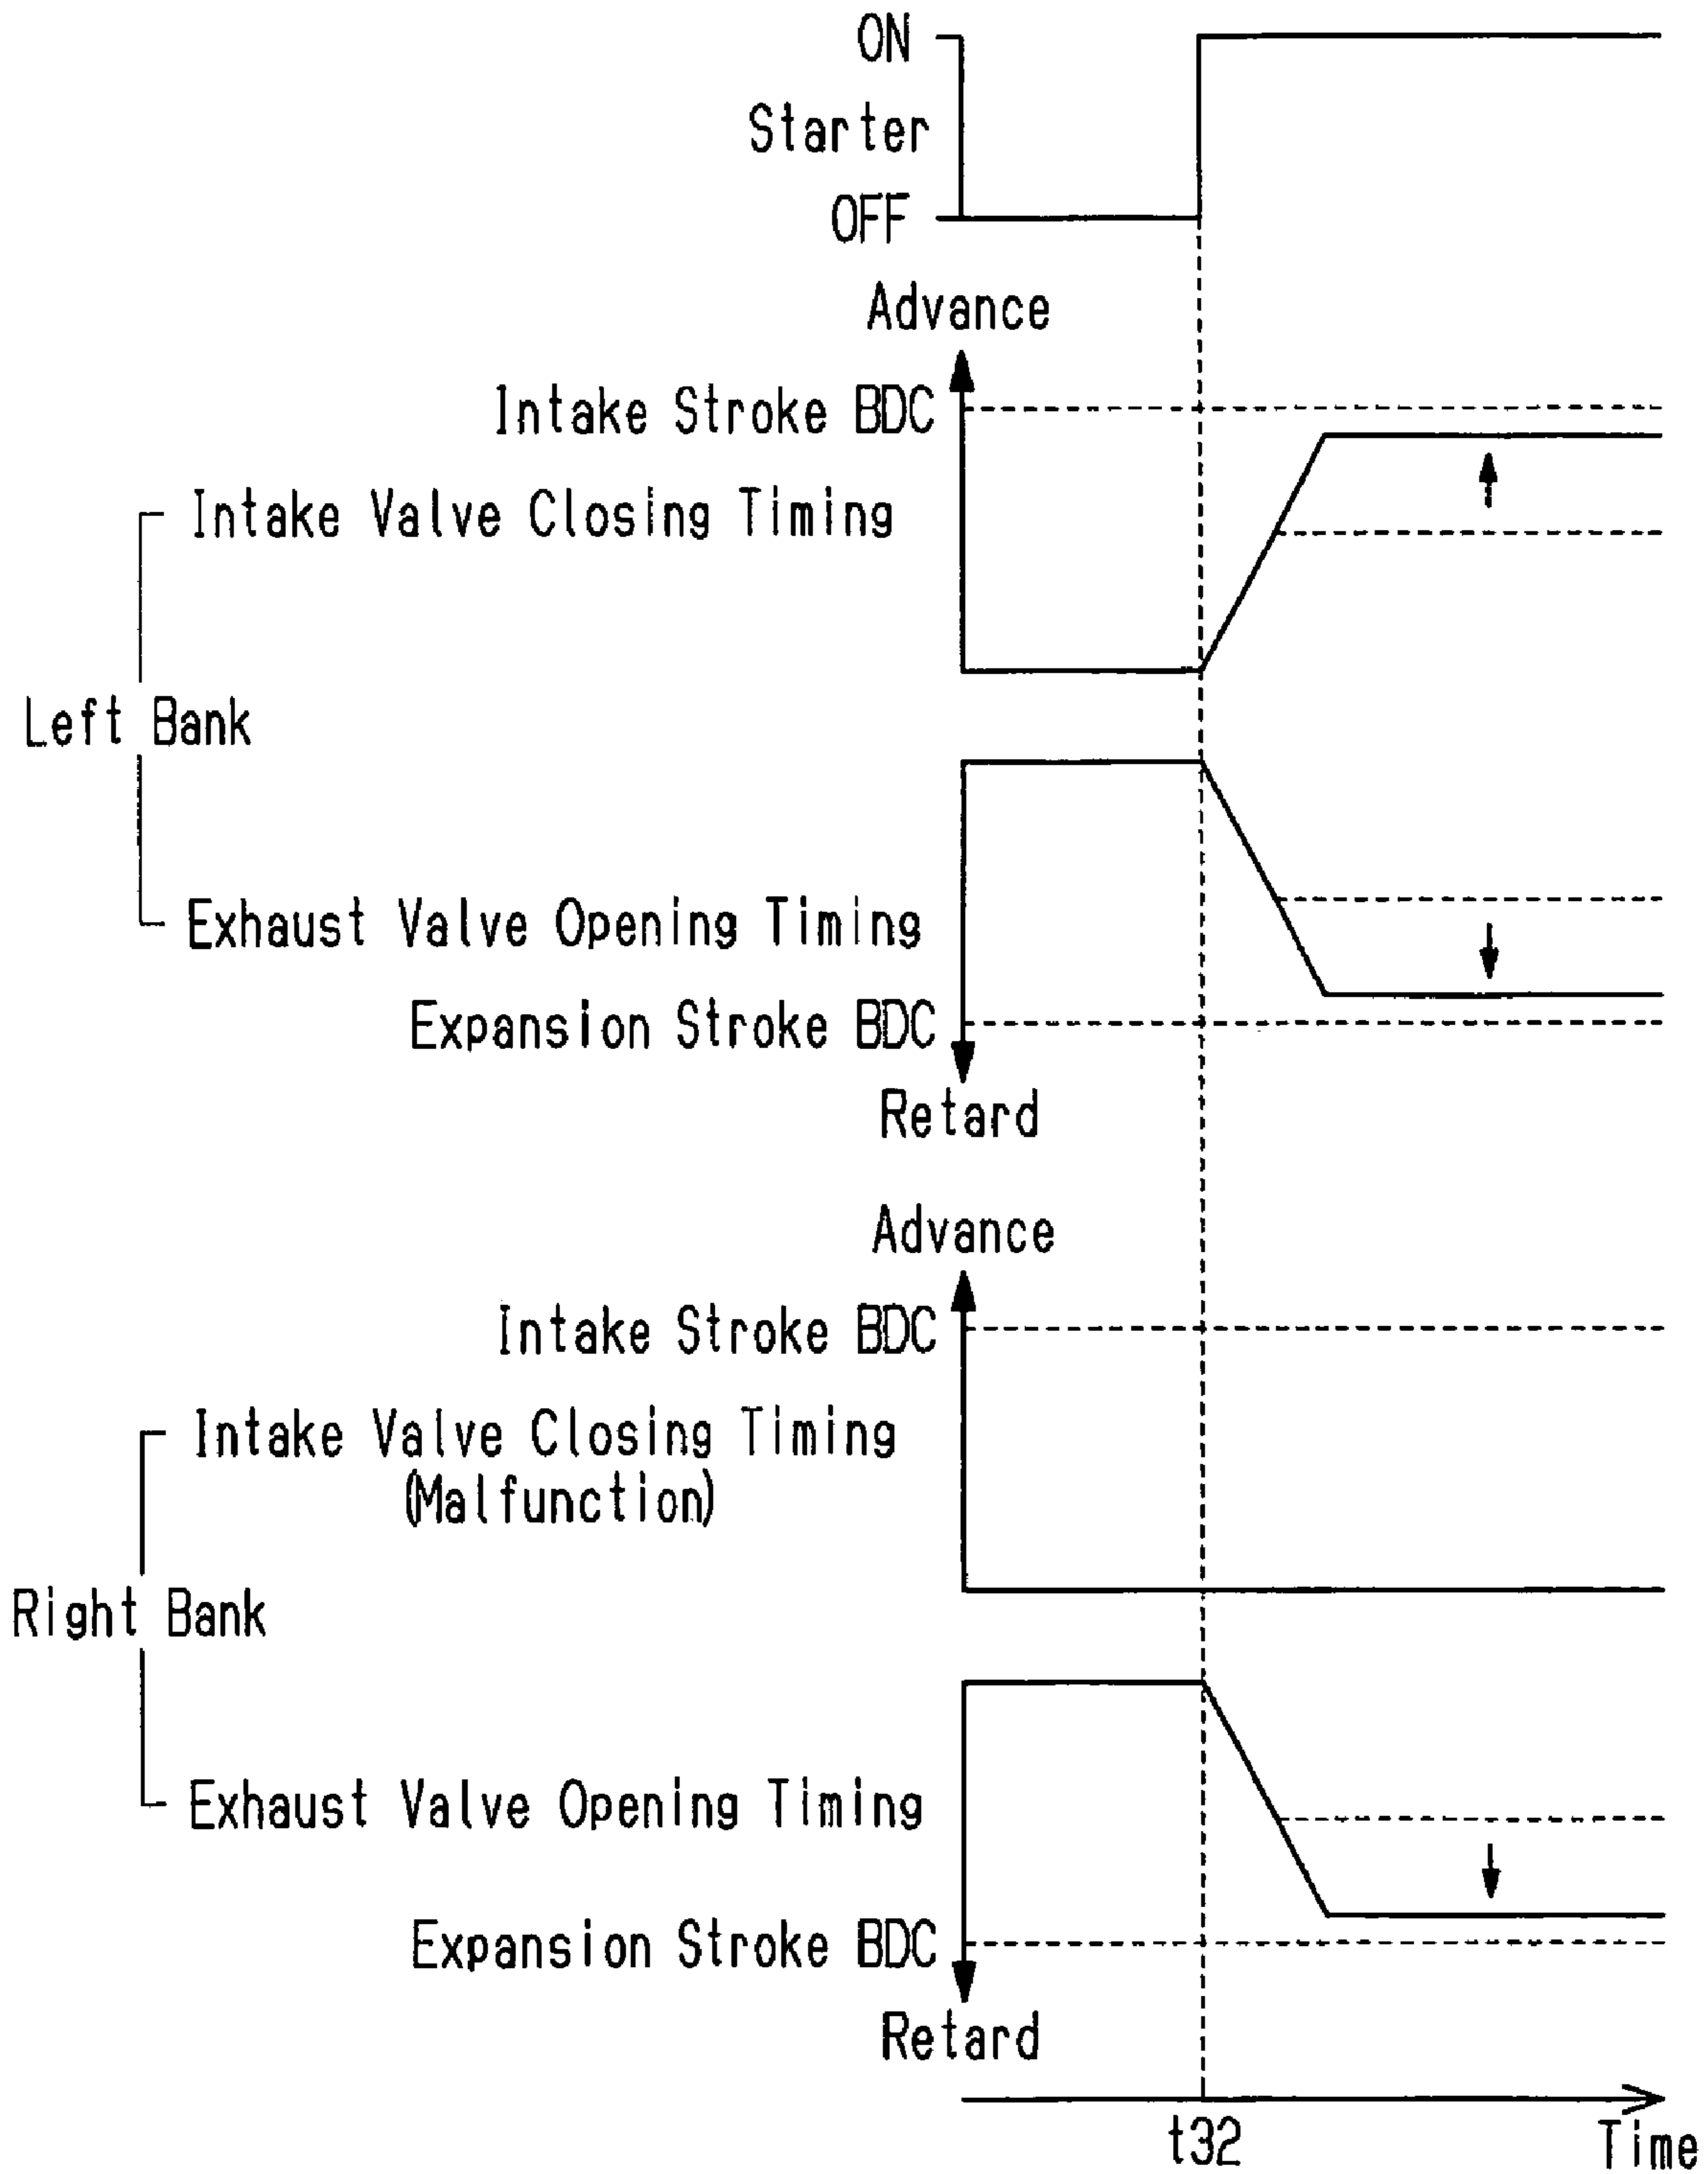 ON
Starter
OFF
Advance
Intake Stroke BDC
Intake Valve Closing Timing
Left Bank
Exhaust Valve Opening Timing
Expansion Stroke BDC
Retard
Advance
Intake Stroke BDC
Intake Valve Closing Timing
(Malfunction)
Right Bank
Exhaust Valve Opening Timing
Expansion Stroke BDC
Retard
t32
Time